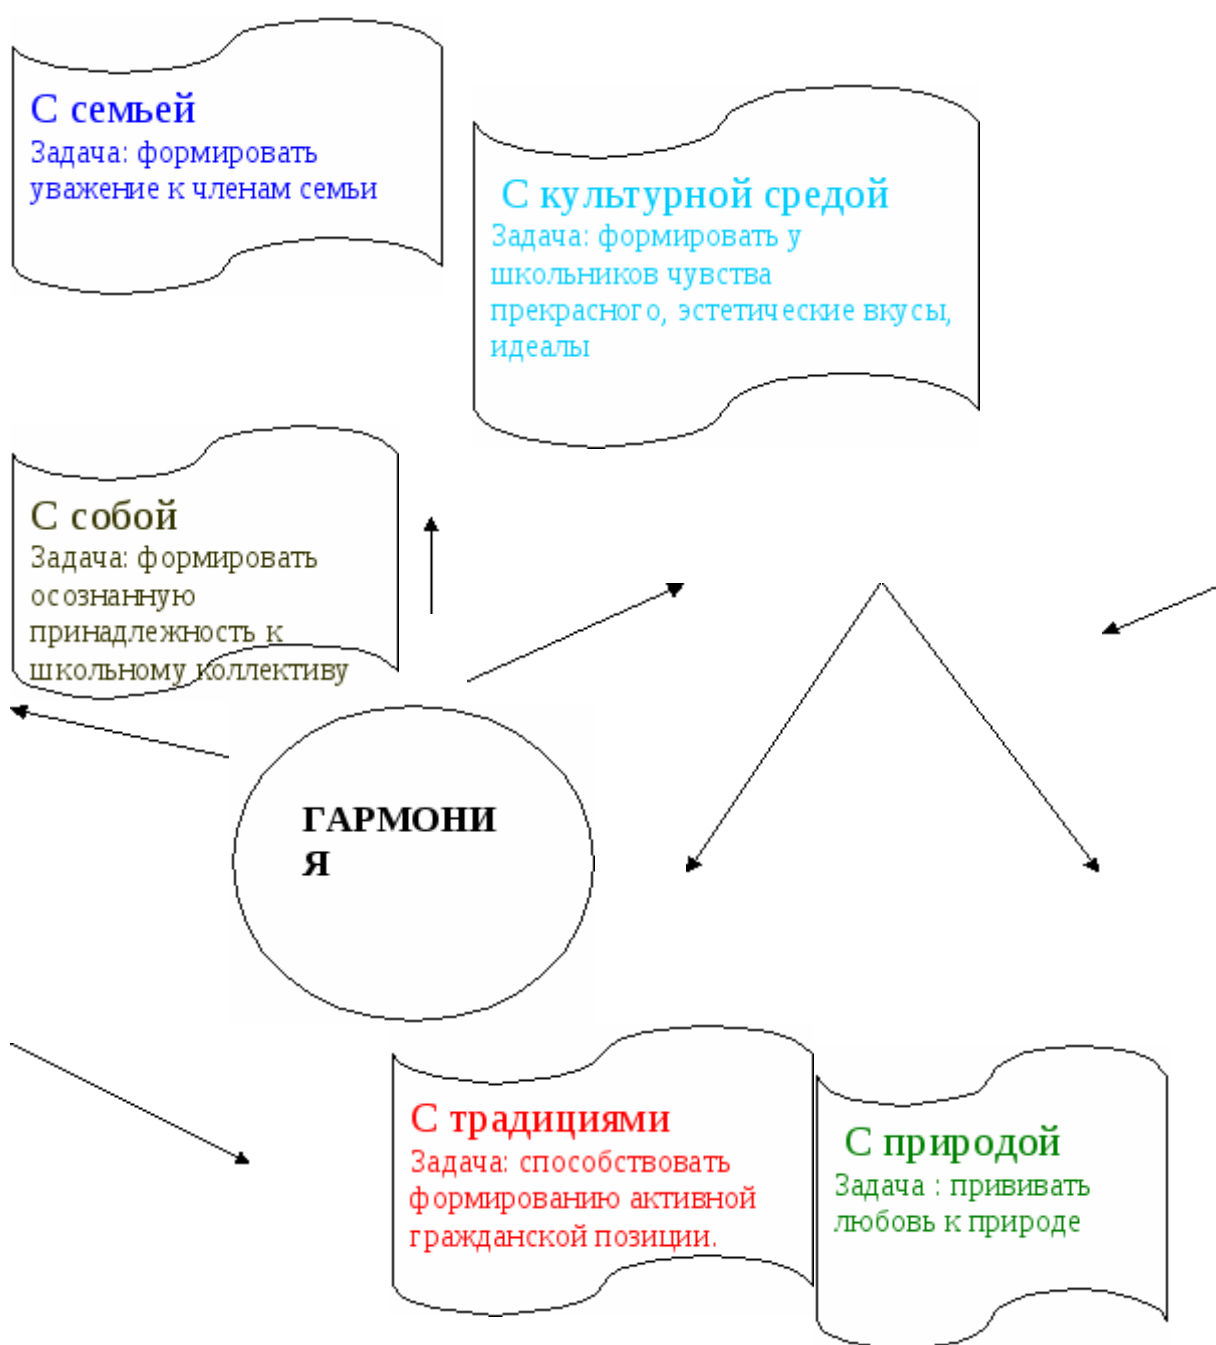 С семьей
Задача: формировать
уважение к членам семьи
С культурной средой
Задача: формировать у
школьников чувства
прекрасного, эстетические вкусы,
идеалы
С собой
Задача: формировать
осознанную
принадлежность к
школьному коллективу
ГАРМОНИ
Я
С традициями
Задача: способствовать
формированию активной
гражданской позиции.
С природой
Задача : прививать
любовь к природе